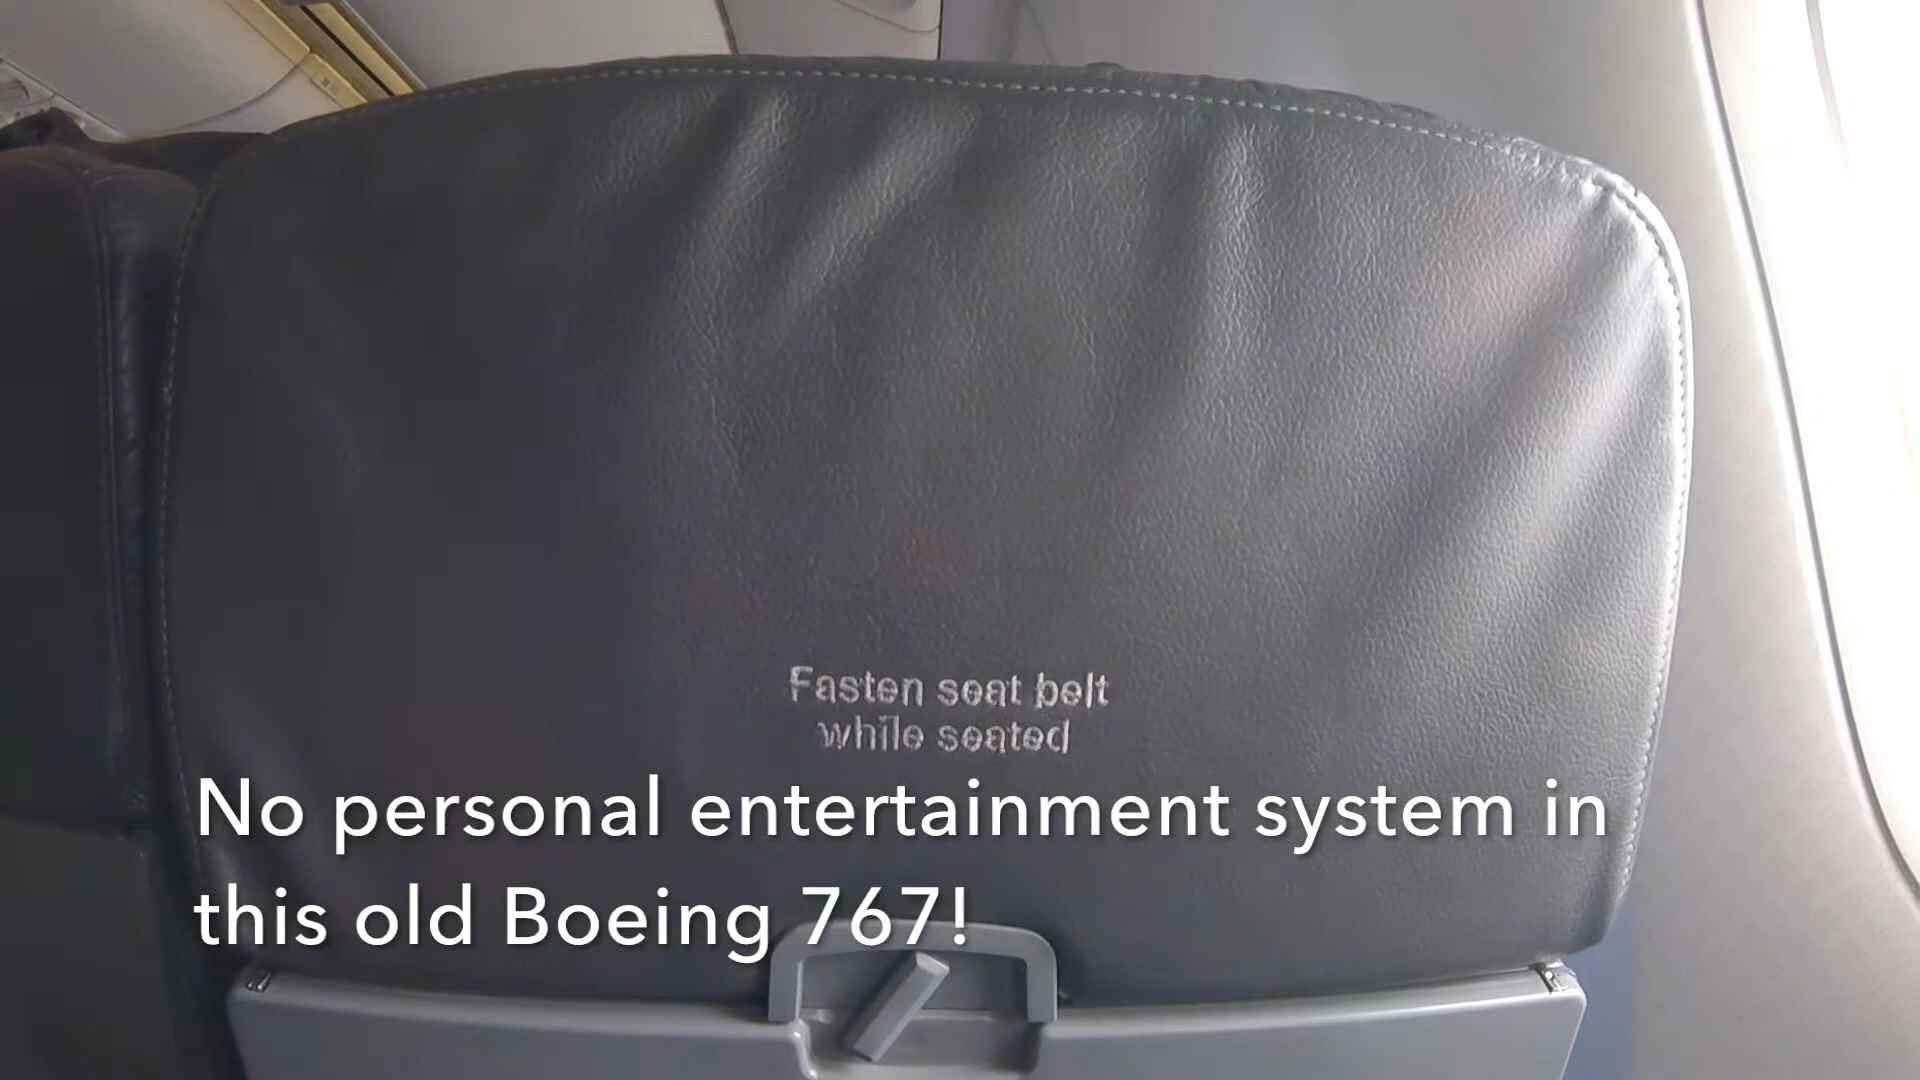 Fasten seat belt
while seated
No personal entertainment system in
this old Boeing 767!